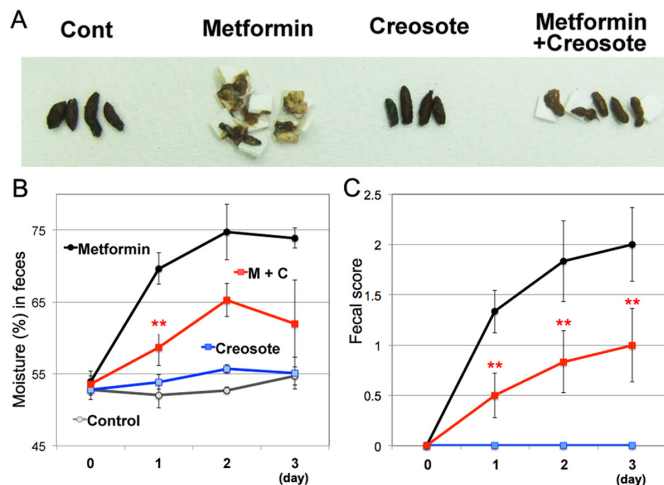 A
Cont Metformin Creosote Metformin
+Creosote
B
Moisture (%) in feces
75
65
55
45
Metformin
M + C
**
Creosote
Control
0 1 2 3
(day)
C
Fecal score
2.5
2
1.5
1
0.5
0
**
**
**
0 1 2 3
(day)